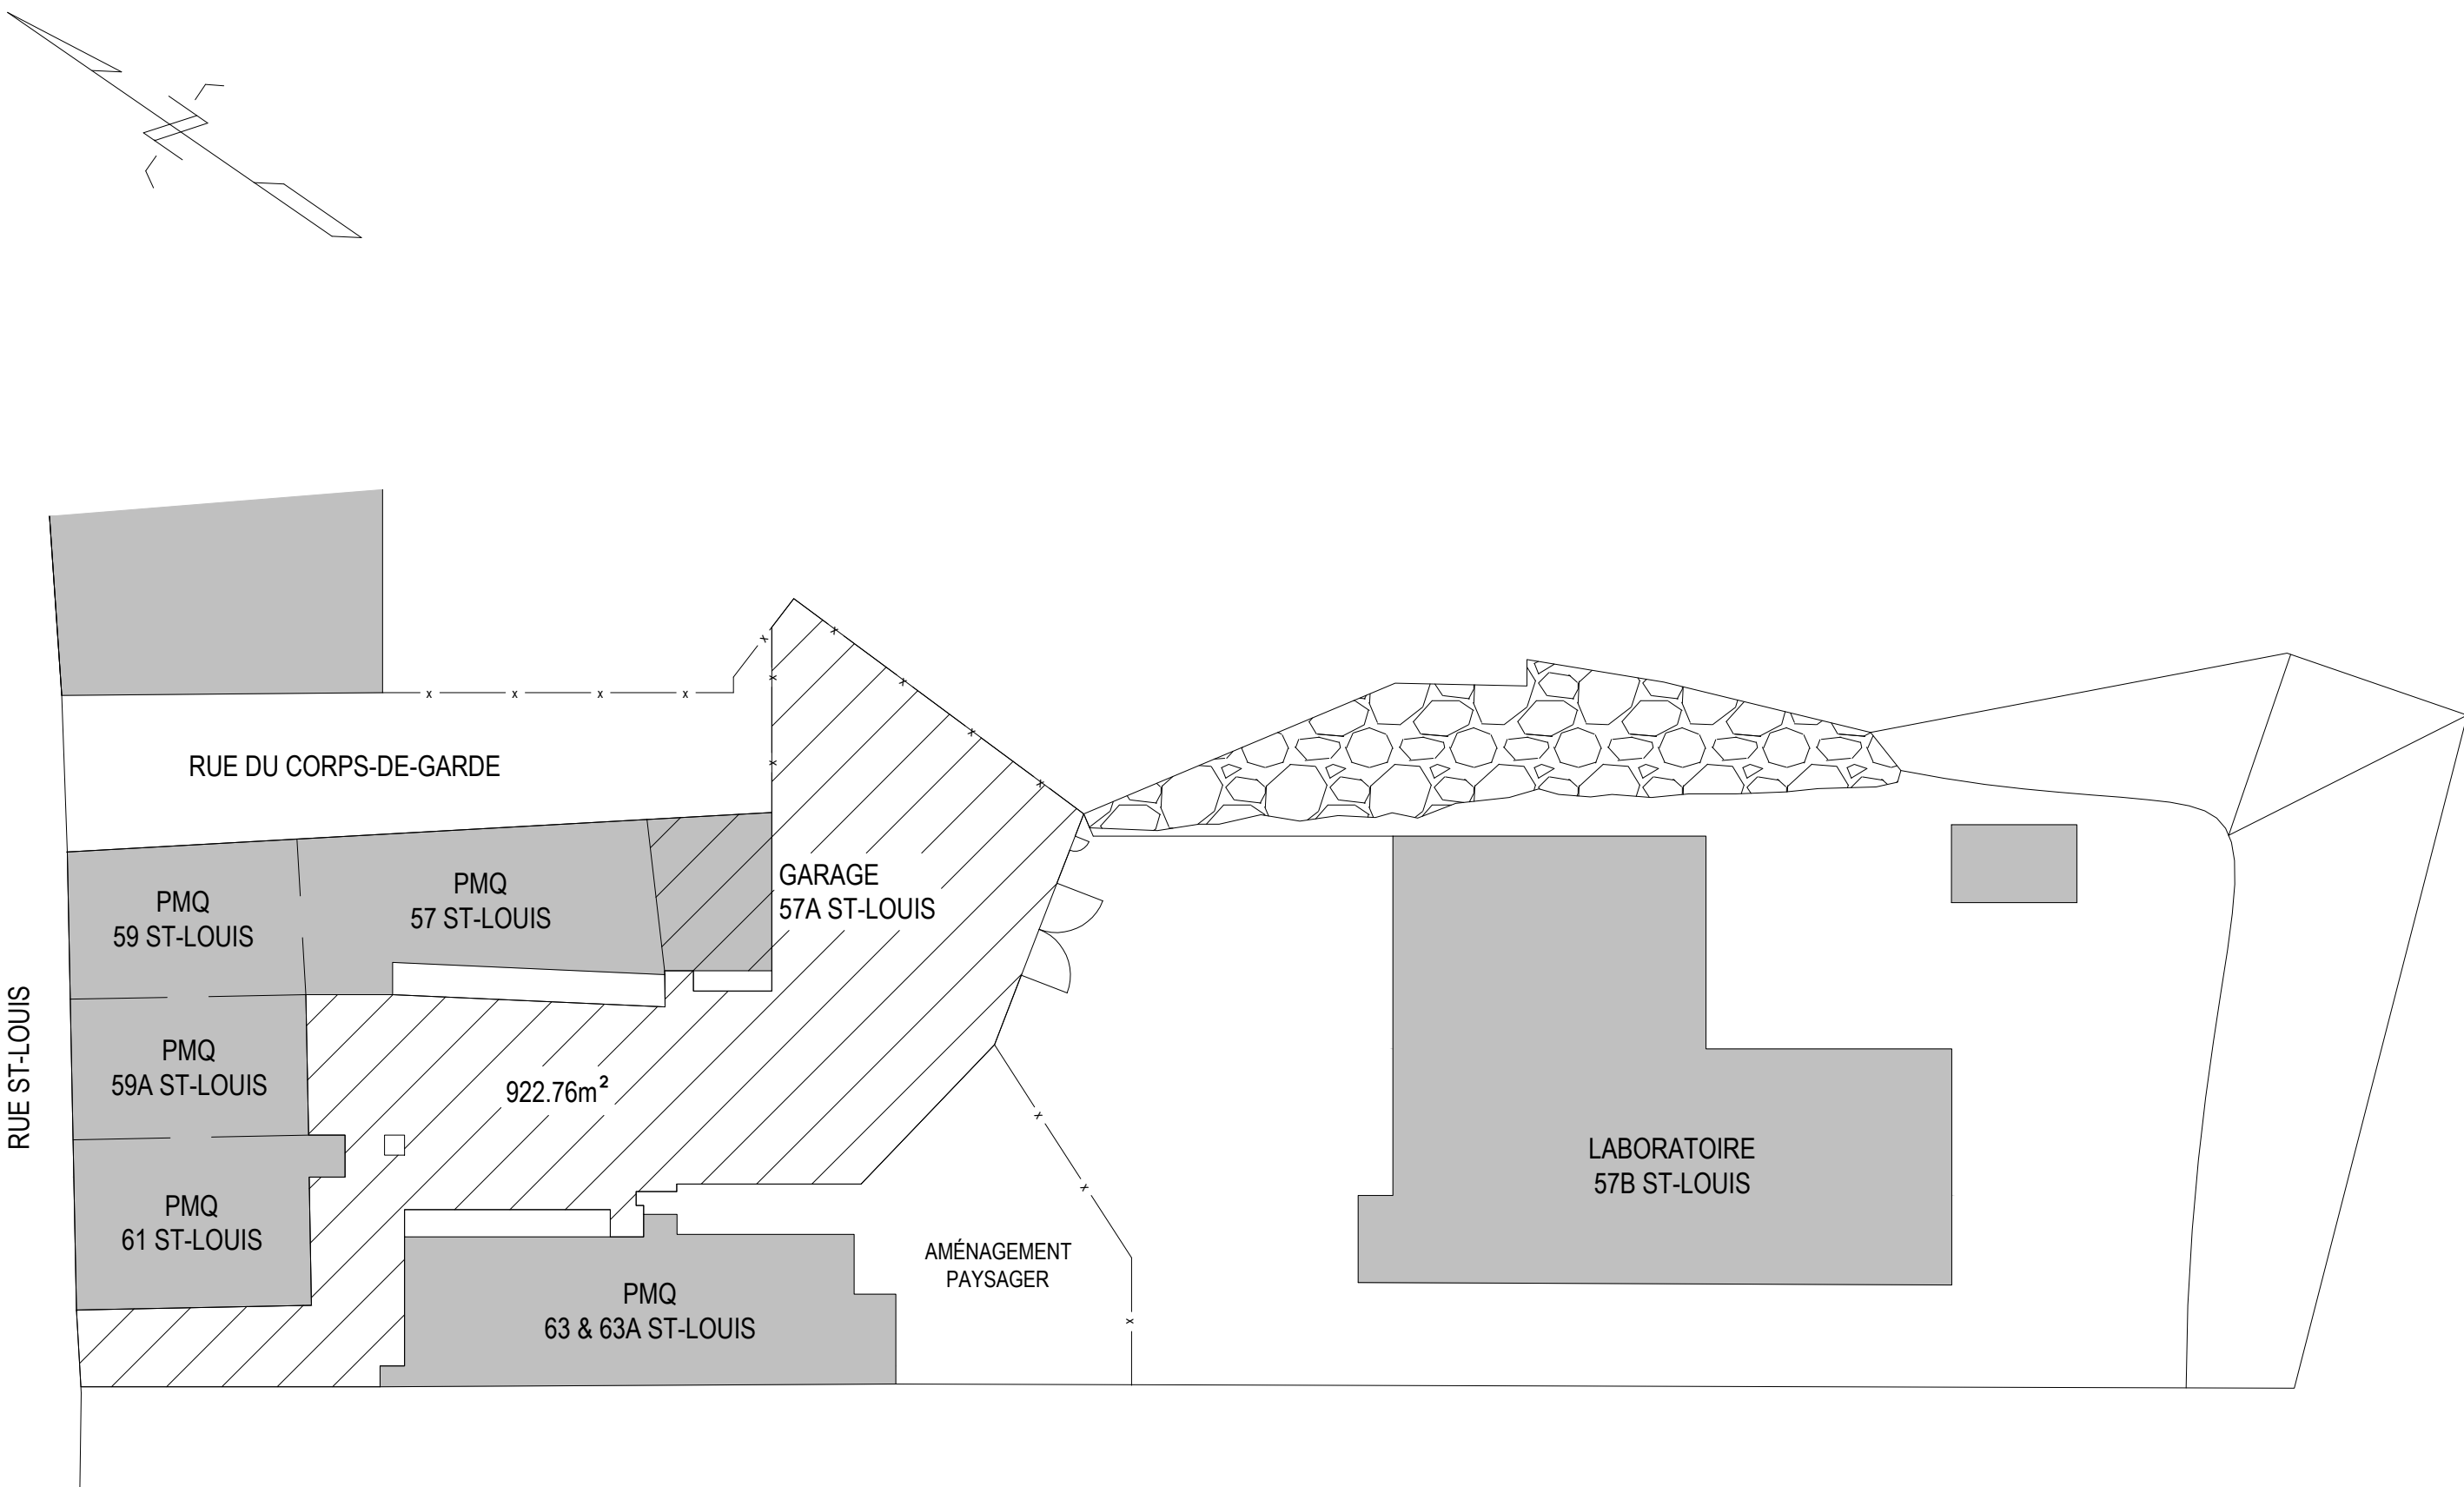 RUE DU CORPS-DE-GARDE
PMQ
59 ST-LOUIS
PMQ
57 ST-LOUIS
GARAGE
57A ST-LOUIS
RUE ST-LOUIS
PMQ
59A ST-LOUIS
922.76m²
PMQ
61 ST-LOUIS
PMQ
63 & 63A ST-LOUIS
AMÉNAGEMENT
PAYSAGER
LABORATOIRE
57B ST-LOUIS